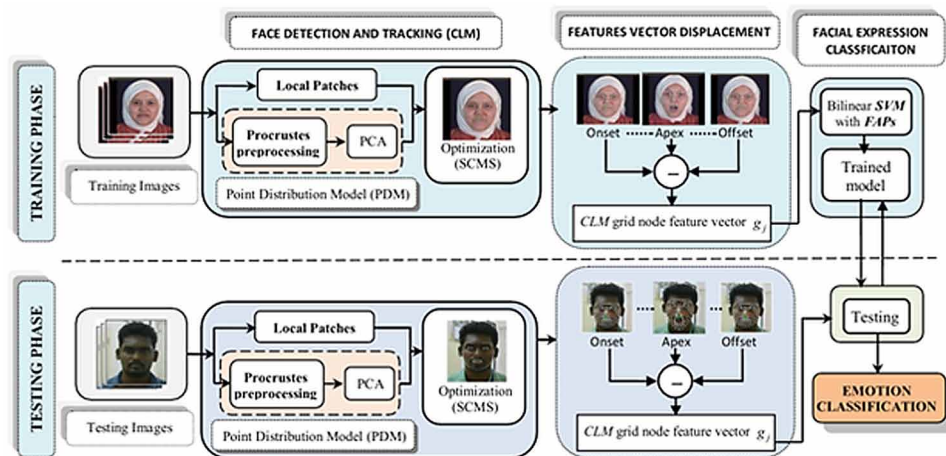 FACE DETECTION AND TRACKING (CLM)
FEATURES VECTOR DISPLACEMENT
FACIAL EXPRESSION
CLASSFICAITON
TRAINING PHASE
Training Images
Local Patches
Procrustes
preprocessing
PCA
Point Distribution Model (PDM)
Optimization
(SCMS)
Onset
Apex
Offset
–
CLM grid node feature vector gj
Bilinear SVM
with FAPs
Trained
model
TESTING PHASE
Testing Images
Local Patches
Procrustes
preprocessing
PCA
Point Distribution Model (PDM)
Optimization
(SCMS)
Onset
Apex
Offset
–
CLM grid node feature vector gj
Testing
EMOTION
CLASSIFICATION